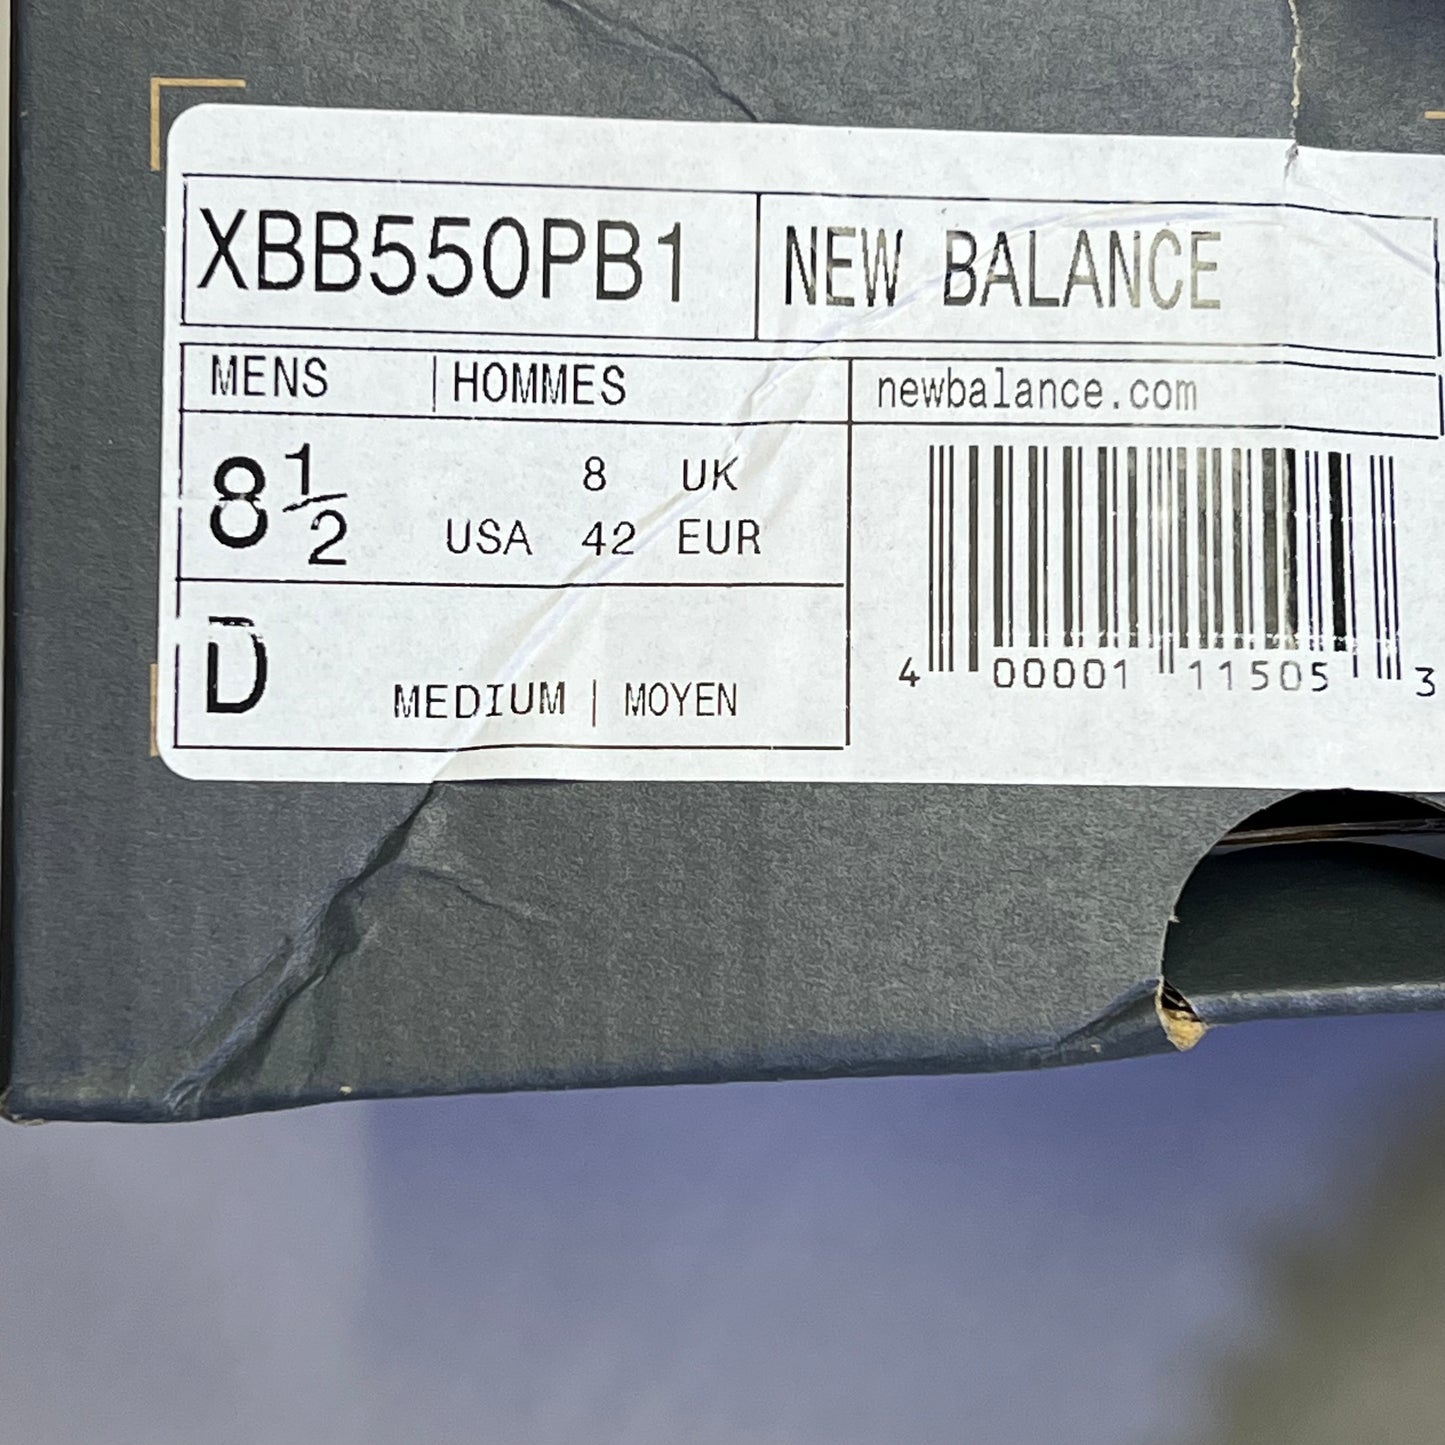 XBB550PB1 NEW BALANCE
MENS | HOMMES newbalance.com
8 1/2 8 UK
USA 42 EUR
D MEDIUM | MOYEN
4 00001 11505 3